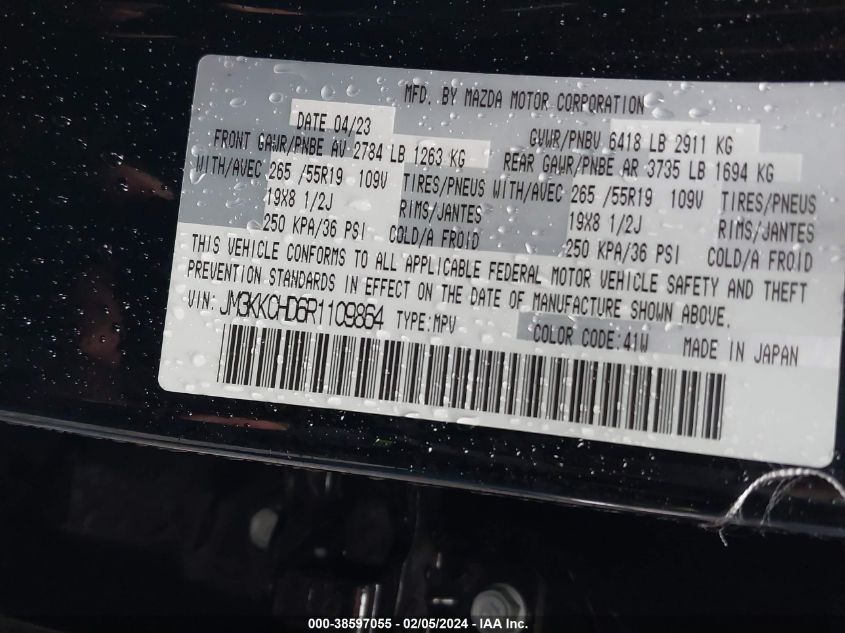 MFD. BY MAZDA MOTOR CORPORATION
DATE 04/23 GVWR/PNBV 6418 LB 2911 KG
FRONT GAWR/PNBE AV 2784 LB 1263 KG REAR GAWR/PNBE AR 3735 LB 1694 KG
WITH/AVEC 265 /55R19 109V TIRES/PNEUS WITH/AVEC 265 /55R19 109V TIRES/PNEUS
19X8 1/2J RIMS/JANTES 19X8 1/2J RIMS/JANTES
250 KPA/36 PSI COLD/A FROID 250 KPA/36 PSI COLD/A FROID
THIS VEHICLE CONFORMS TO ALL APPLICABLE FEDERAL MOTOR VEHICLE SAFETY AND THEFT
PREVENTION STANDARDS IN EFFECT ON THE DATE OF MANUFACTURE SHOWN ABOVE.
VIN: JM3KKCHD6R1109864 TYPE:MPV COLOR CODE:41W MADE IN JAPAN
000-38597055 - 02/05/2024 - IAA Inc.